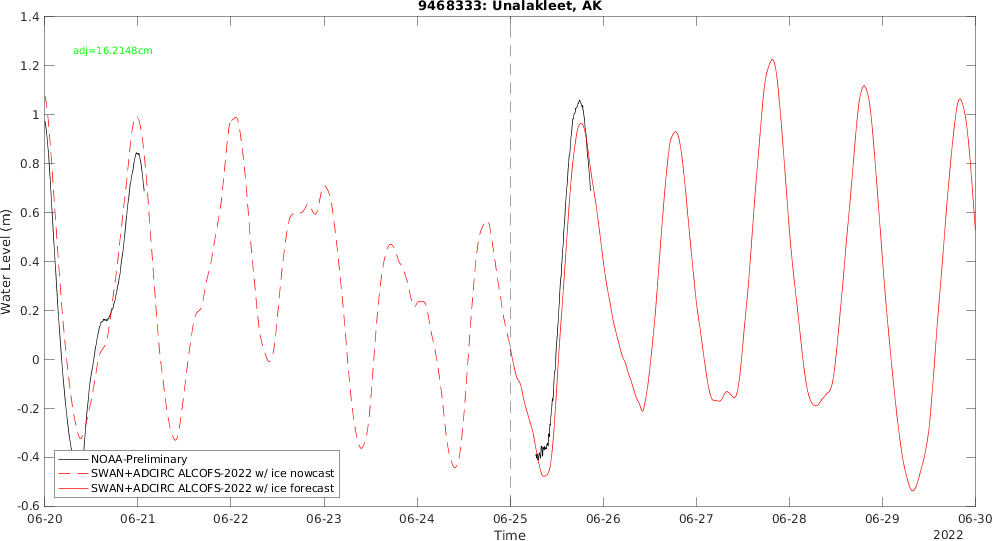 9468333: Unalakleet, AK
adj=16.2148cm
Water Level (m)
1.4
1.2
1
0.8
0.6
0.4
0.2
0
-0.2
-0.4
-0.6
NOAA-Preliminary
SWAN+ADCIRC ALCOFS-2022 w/ ice nowcast
SWAN+ADCIRC ALCOFS-2022 w/ ice forecast
06-20 06-21 06-22 06-23 06-24 06-25 06-26 06-27 06-28 06-29 06-30
Time
2022